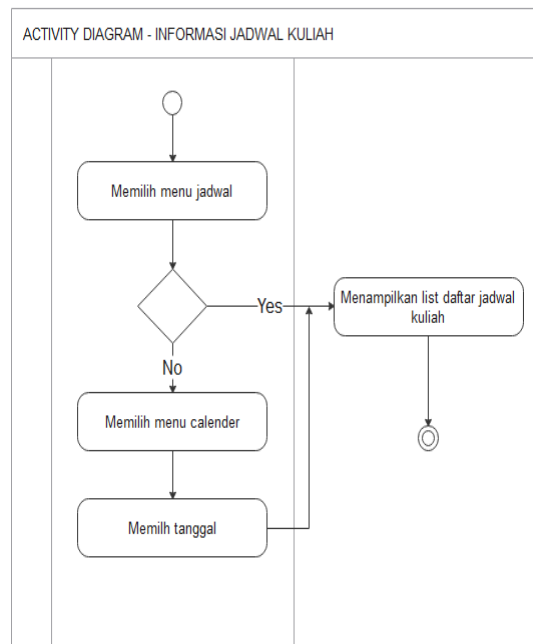 ACTIVITY DIAGRAM - INFORMASI JADWAL KULIAH
Memilih menu jadwal
Yes
Menampilkan list daftar jadwal
kuliah
No
Memilih menu calender
Memilh tanggal